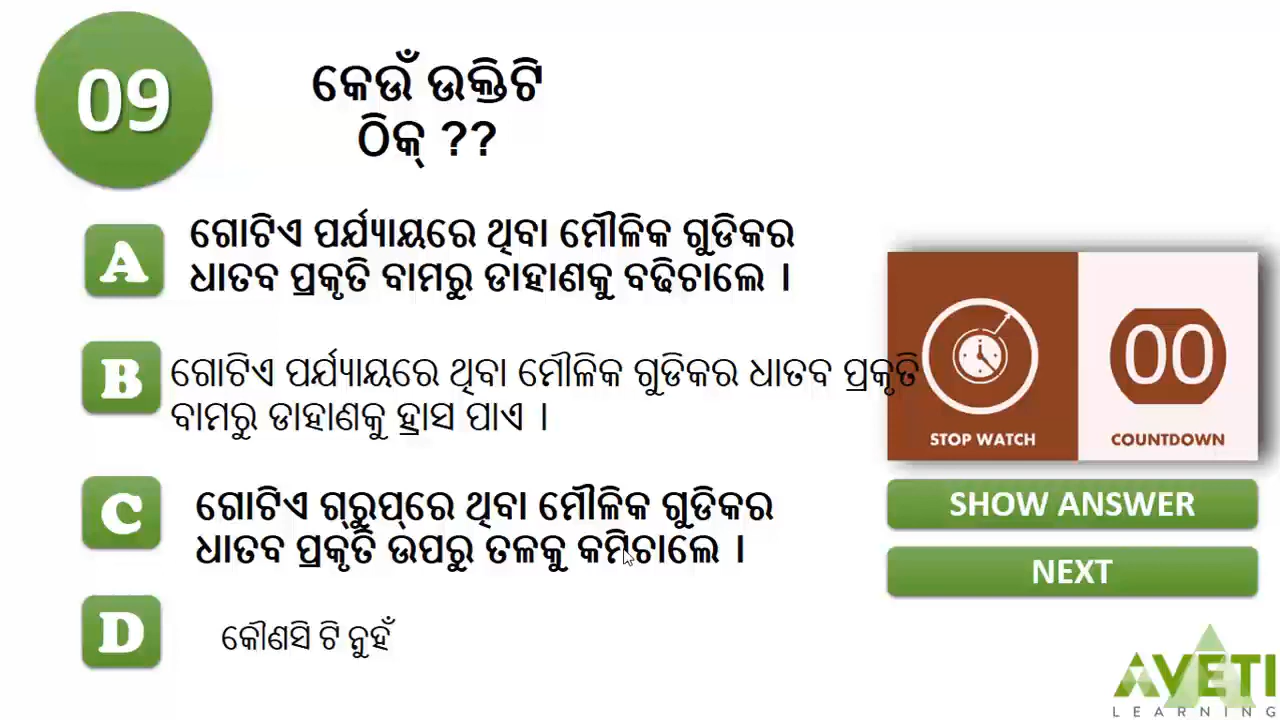 09
କେଉଁ ଉକ୍ତିଟି
ଠିକ୍ ??
A
ଗୋଟିଏ ପର୍ଯ୍ୟାୟରେ ଥିବା ମୌଳିକ ଗୁଡିକର
ଧାତବ ପ୍ରକୃତି ବାମରୁ ଡାହାଣକୁ ବଢିଚାଲେ ।
B
ଗୋଟିଏ ପର୍ଯ୍ୟାୟରେ ଥିବା ମୌଳିକ ଗୁଡିକର ଧାତବ ପ୍ରକୃତି
ବାମରୁ ଡାହାଣକୁ ହ୍ରାସ ପାଏ ।
C
ଗୋଟିଏ ଗ୍ରୁପ୍‌ରେ ଥିବା ମୌଳିକ ଗୁଡିକର
ଧାତବ ପ୍ରକୃତି ଉପରୁ ତଳକୁ କମିଚାଲେ ।
D
କୌଣସି ଟି ନୁହଁ
00
STOP WATCH
COUNTDOWN
SHOW ANSWER
NEXT
AVETI
LEARNING